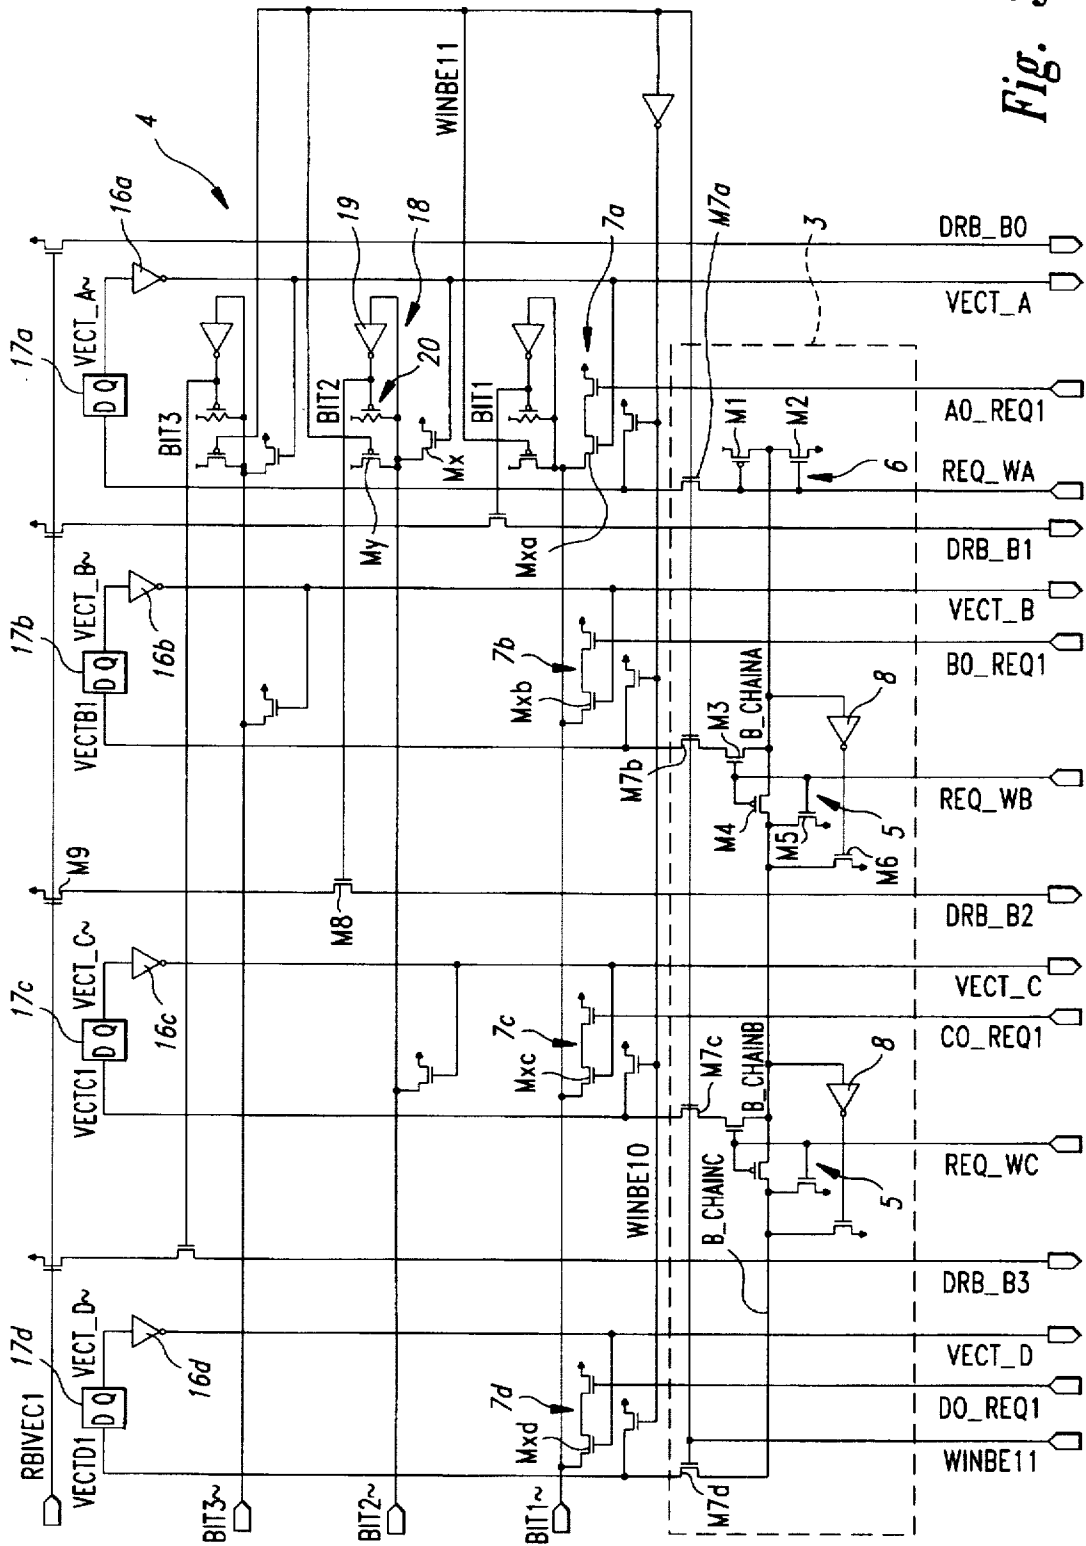 Fig.
4
17a
VECT_A~
16a
D Q
BIT3
19
18
20
BIT2
My
Mx
WINBE11
BIT1
7a
Mxa
M7a
3
M1
M2
6
DRB_B0
VECT_A
A0_REQ1
REQ_WA
DRB_B1
17b
VECT_B~
16b
D Q
VECTB1
7b
Mxb
M7b
B_CHAINA
M3
M4
M5
M6
5
8
VECT_B
B0_REQ1
REQ_WB
M9
M8
DRB_B2
17c
VECT_C~
16c
D Q
VECTC1
7c
Mxc
M7c
B_CHAINB
8
5
VECT_C
C0_REQ1
REQ_WC
WINBE10
B_CHAINC
DRB_B3
17d
VECT_D~
16d
D Q
VECTD1
7d
Mxd
M7d
VECT_D
D0_REQ1
WINBE11
RBIVEC1
BIT3~
BIT2~
BIT1~